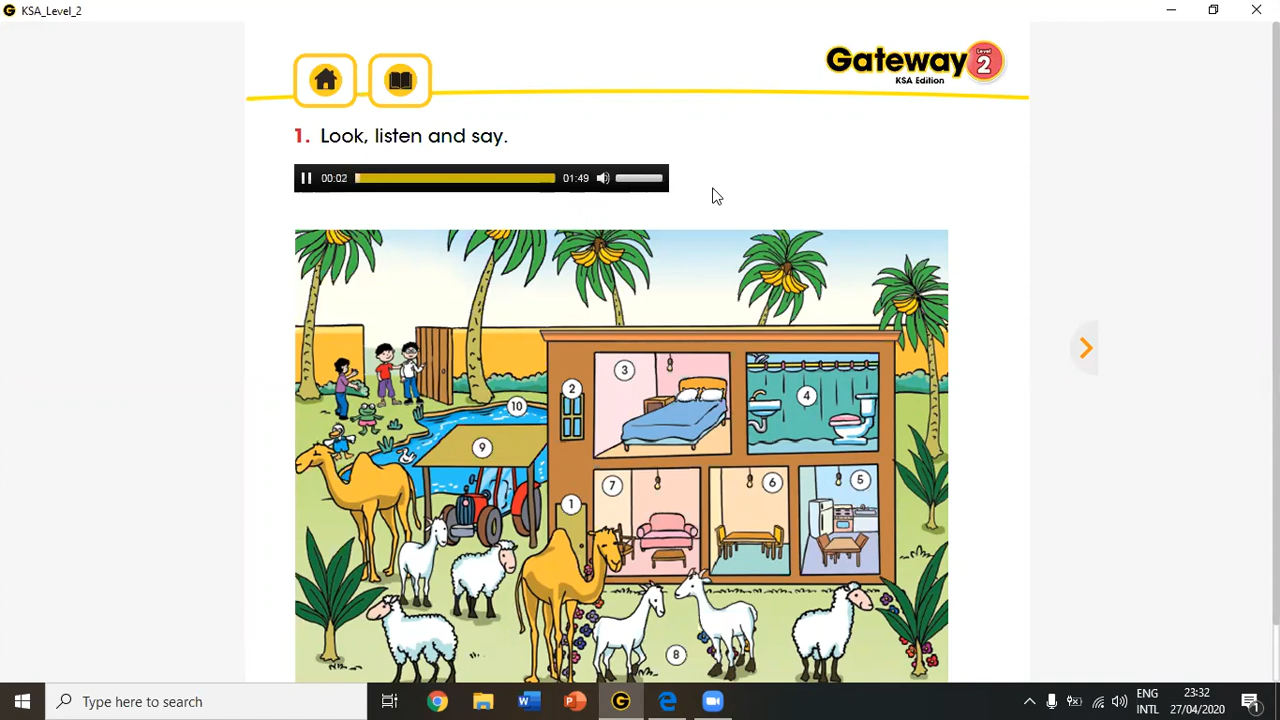 KSA_Level_2
Gateway Level 2
KSA Edition
1. Look, listen and say.
00:02 01:49
3
4
2
10
9
7
6
5
1
8
Type here to search
ENG
INTL
23:32
27/04/2020
1